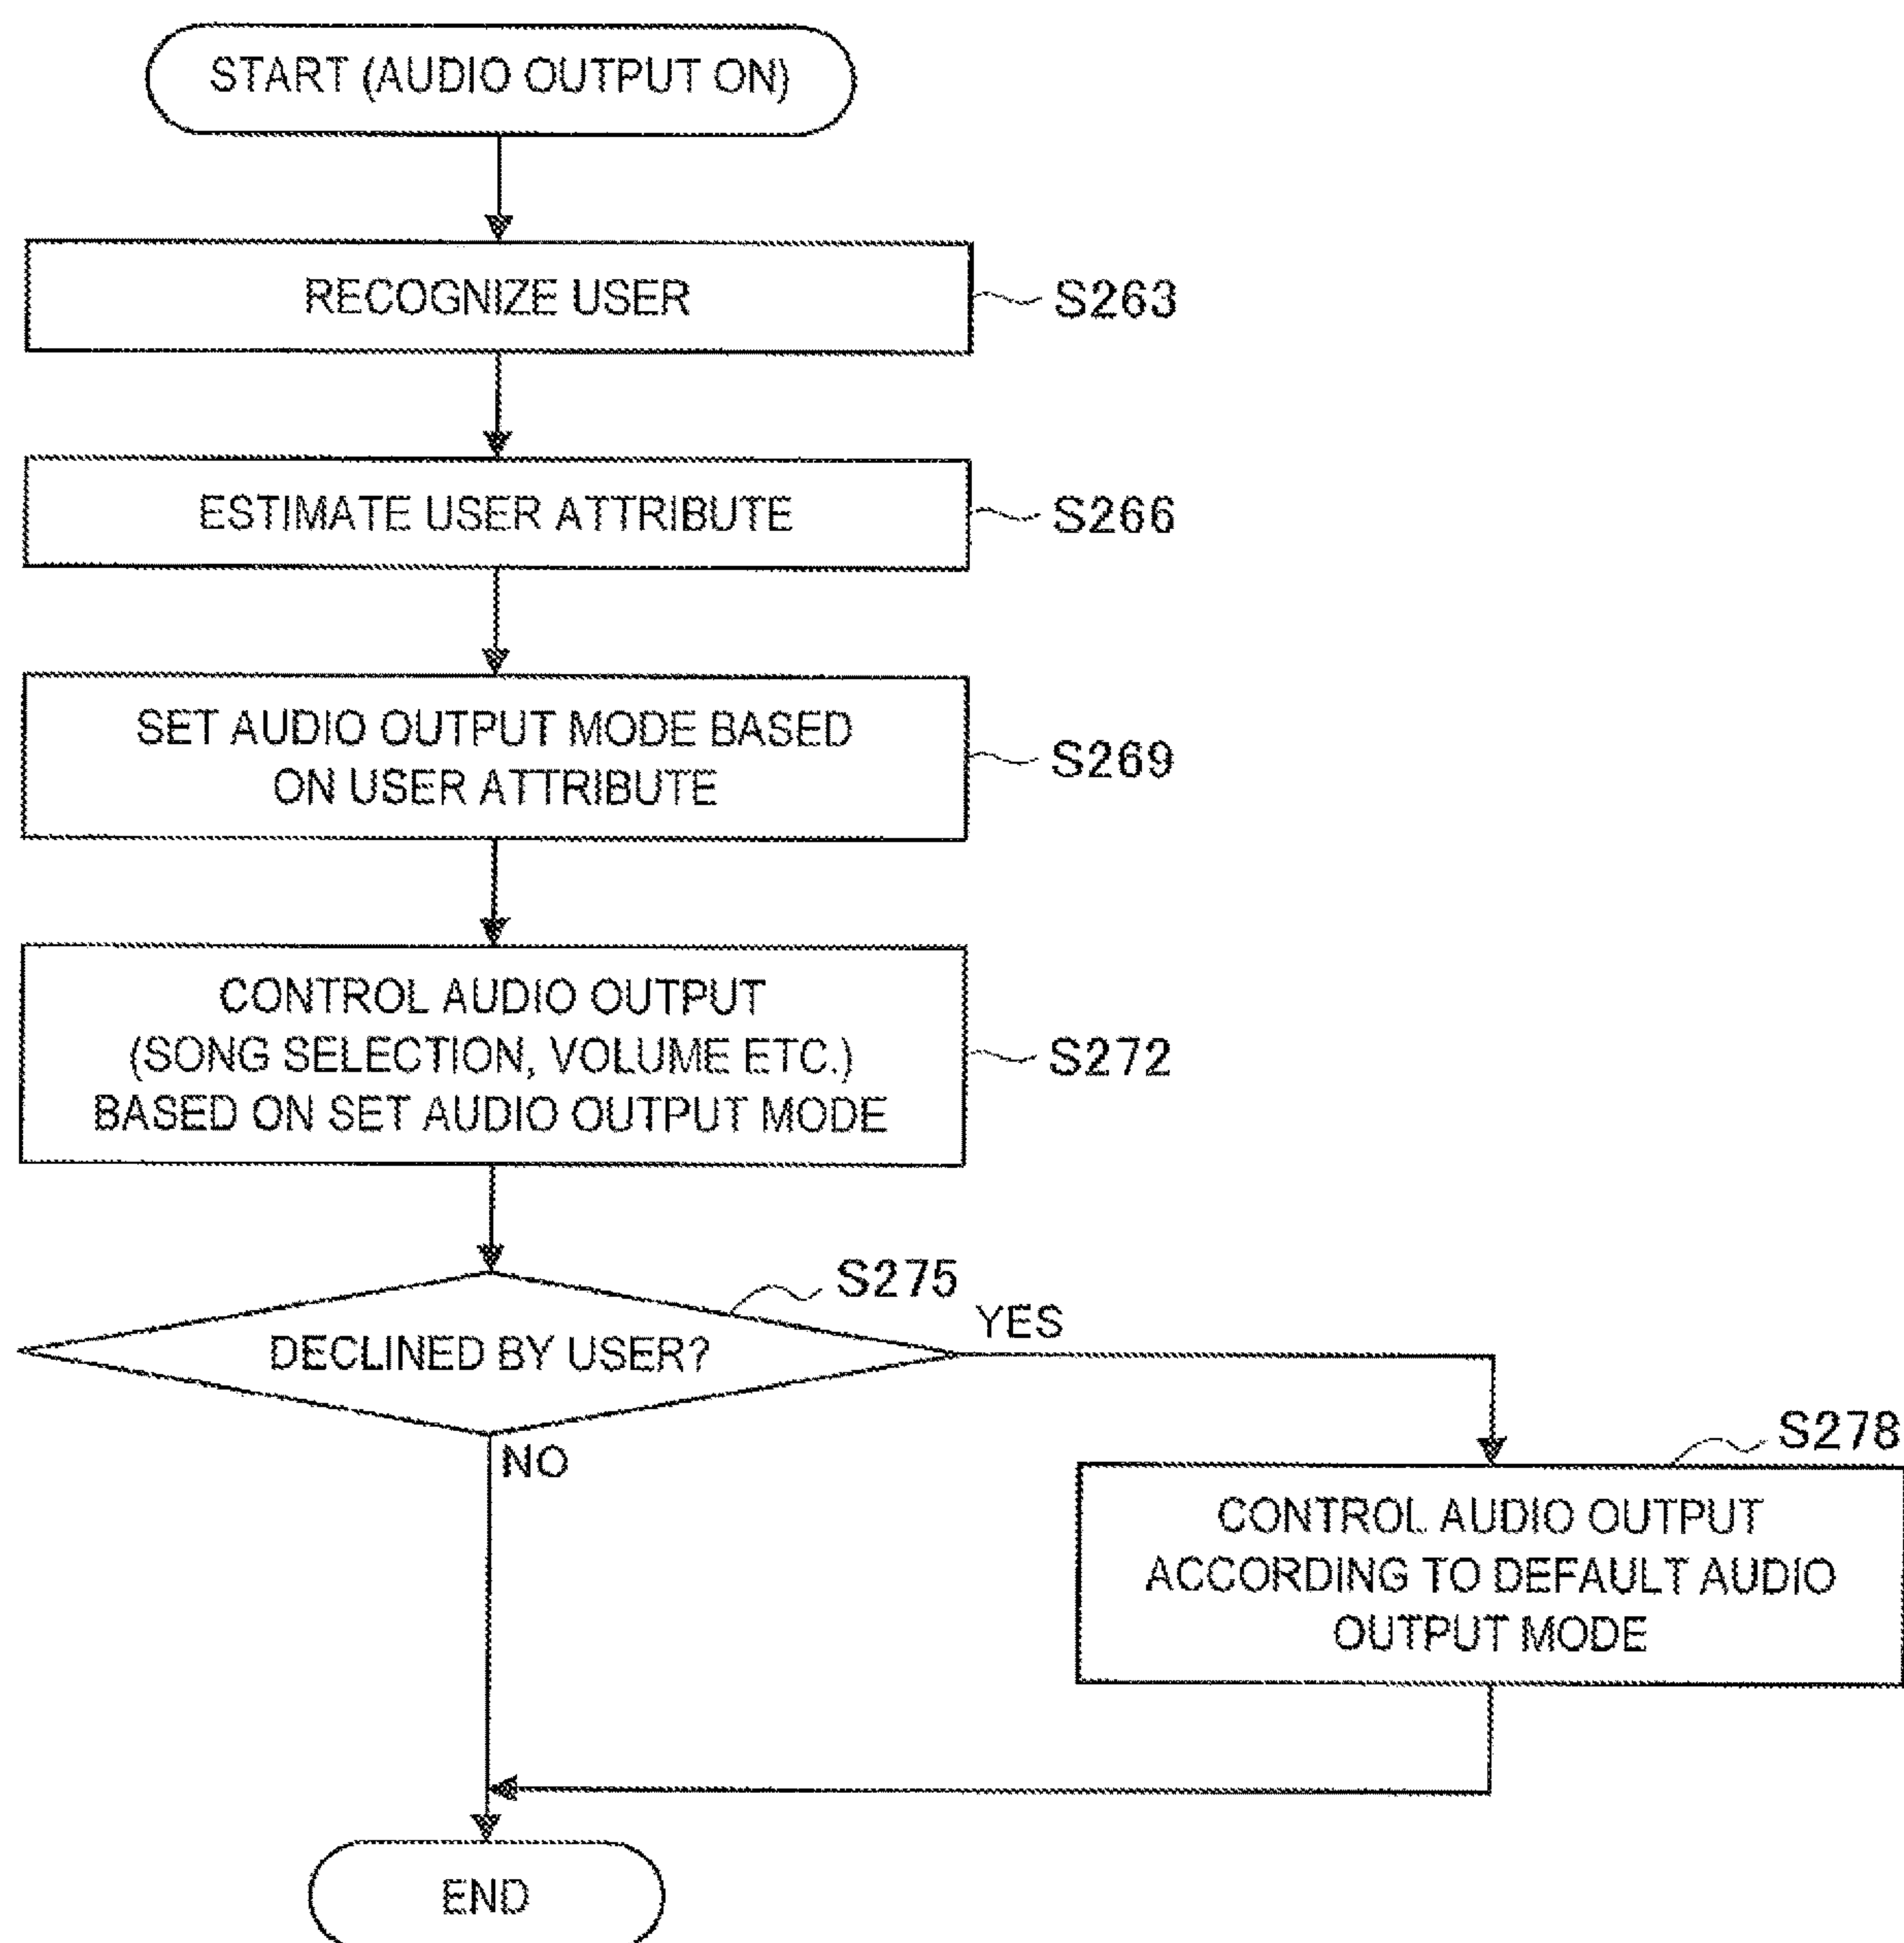 START (AUDIO OUTPUT ON)
RECOGNIZE USER
S263
ESTIMATE USER ATTRIBUTE
S266
SET AUDIO OUTPUT MODE BASED
ON USER ATTRIBUTE
S269
CONTROL AUDIO OUTPUT
(SONG SELECTION, VOLUME ETC.)
BASED ON SET AUDIO OUTPUT MODE
S272
S275
DECLINED BY USER?
YES
NO
S278
CONTROL AUDIO OUTPUT
ACCORDING TO DEFAULT AUDIO
OUTPUT MODE
END